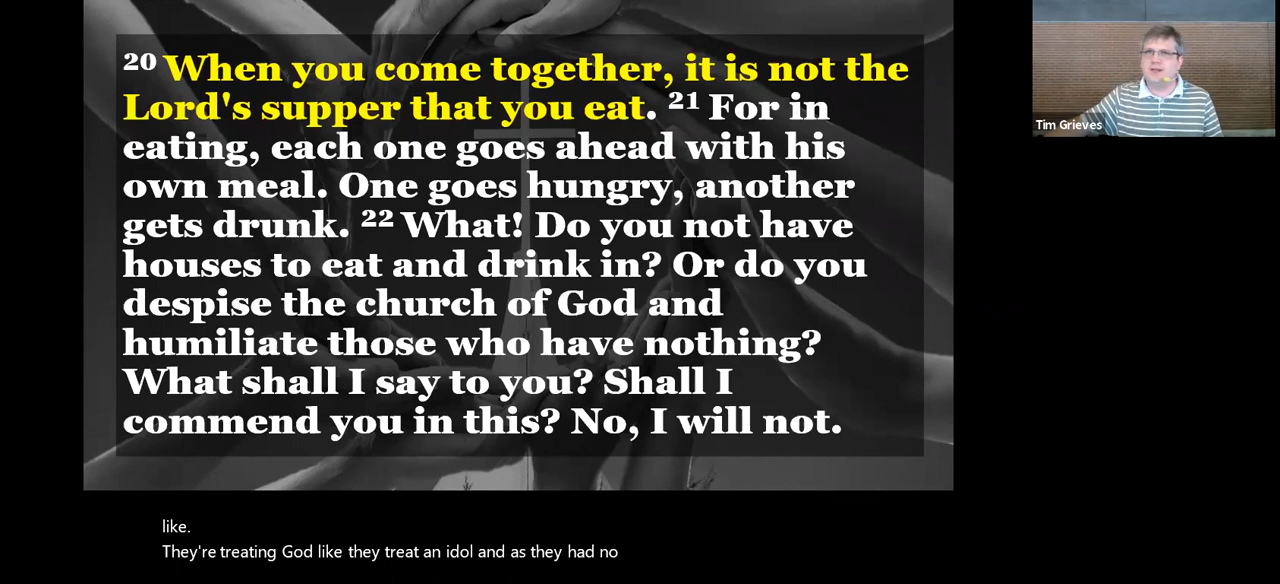 20 When you come together, it is not the
Lord's supper that you eat. 21 For in
eating, each one goes ahead with his
own meal. One goes hungry, another
gets drunk. 22 What! Do you not have
houses to eat and drink in? Or do you
despise the church of God and
humiliate those who have nothing?
What shall I say to you? Shall I
commend you in this? No, I will not.
Tim Grieves
like.
They're treating God like they treat an idol and as they had no